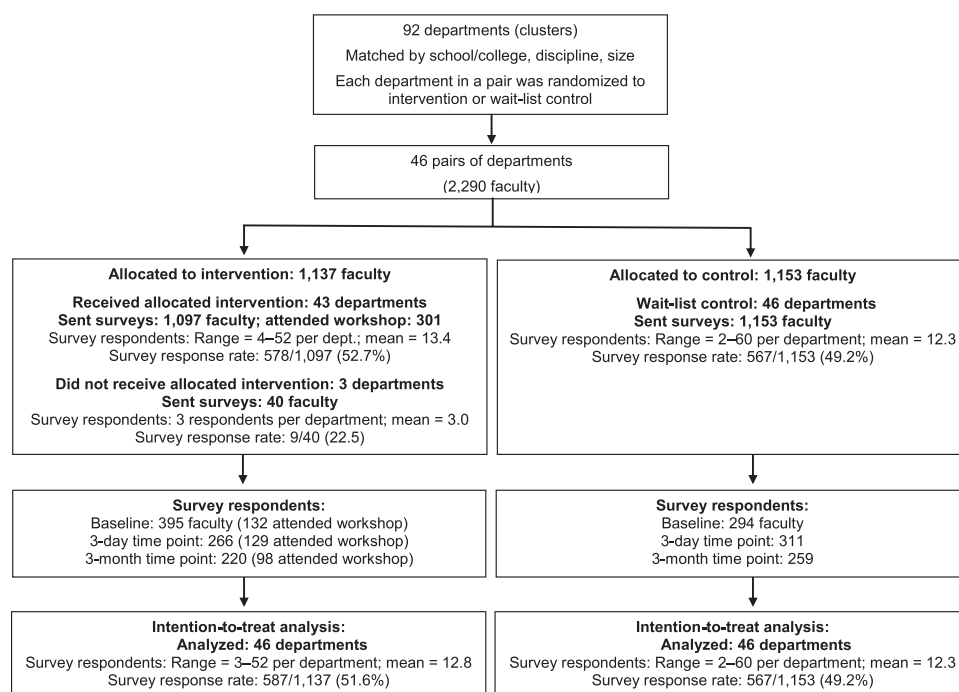 92 departments (clusters)
Matched by school/college, discipline, size
Each department in a pair was randomized to
intervention or wait-list control
46 pairs of departments
(2,290 faculty)
Allocated to intervention: 1,137 faculty
Received allocated intervention: 43 departments
Sent surveys: 1,097 faculty; attended workshop: 301
Survey respondents: Range = 4–52 per dept.; mean = 13.4
Survey response rate: 578/1,097 (52.7%)
Did not receive allocated intervention: 3 departments
Sent surveys: 40 faculty
Survey respondents: 3 respondents per department; mean = 3.0
Survey response rate: 9/40 (22.5)
Allocated to control: 1,153 faculty
Wait-list control: 46 departments
Sent surveys: 1,153 faculty
Survey respondents: Range = 2–60 per department; mean = 12.3
Survey response rate: 567/1,153 (49.2%)
Survey respondents:
Baseline: 395 faculty (132 attended workshop)
3-day time point: 266 (129 attended workshop)
3-month time point: 220 (98 attended workshop)
Survey respondents:
Baseline: 294 faculty
3-day time point: 311
3-month time point: 259
Intention-to-treat analysis:
Analyzed: 46 departments
Survey respondents: Range = 3–52 per department; mean = 12.8
Survey response rate: 587/1,137 (51.6%)
Intention-to-treat analysis:
Analyzed: 46 departments
Survey respondents: Range = 2–60 per department; mean = 12.3
Survey response rate: 567/1,153 (49.2%)